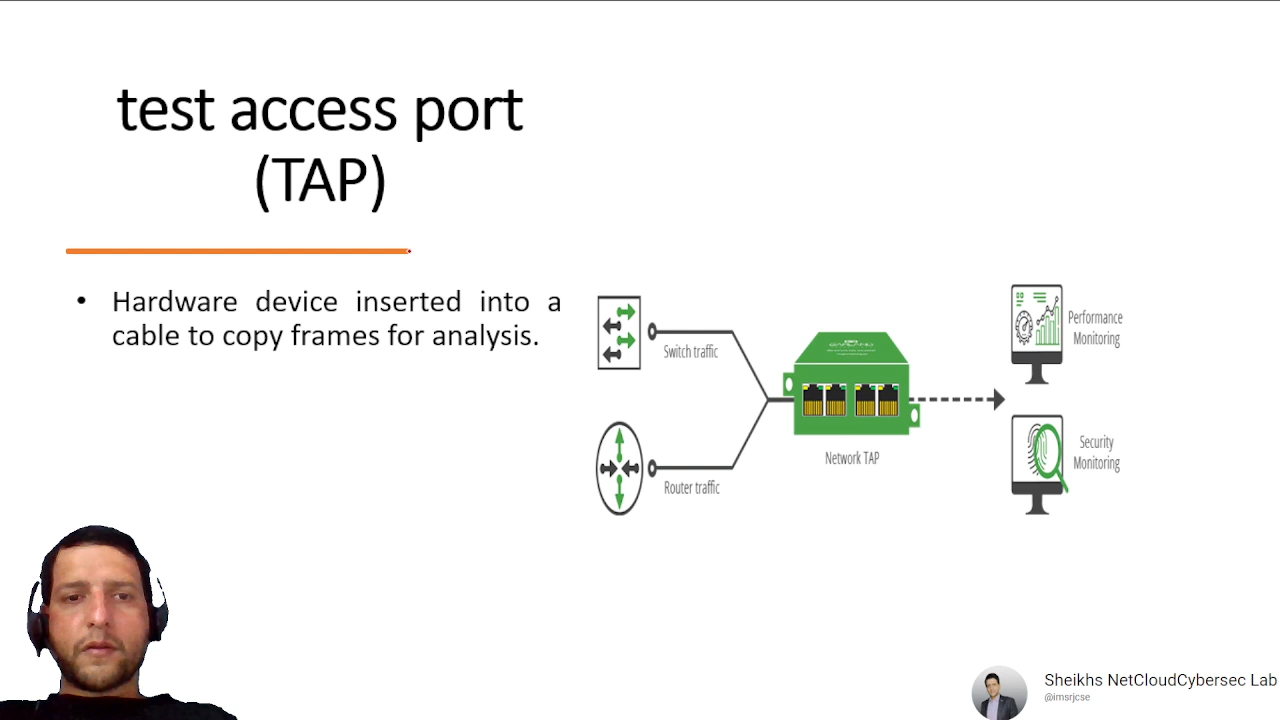 test access port
(TAP)
• Hardware device inserted into a
cable to copy frames for analysis.
Switch traffic
Router traffic
Network TAP
Performance
Monitoring
Security
Monitoring
Sheikhs NetCloudCybersec Lab
@imsrjcse